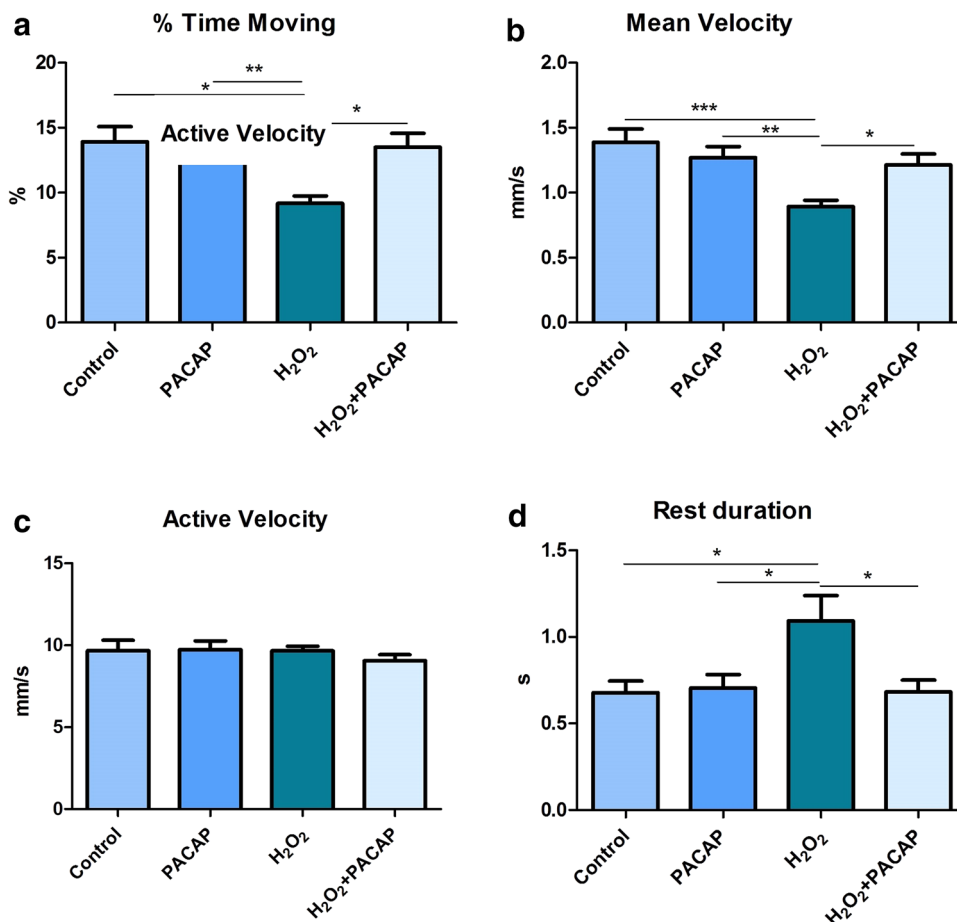 a
% Time Moving
20
15
10
5
0
%
**
*
*
Active Velocity
Control
PACAP
H₂O₂
H₂O₂+PACAP
b
Mean Velocity
2.0
1.5
1.0
0.5
0.0
mm/s
***
**
*
Control
PACAP
H₂O₂
H₂O₂+PACAP
c
Active Velocity
15
10
5
0
mm/s
Control
PACAP
H₂O₂
H₂O₂+PACAP
d
Rest duration
1.5
1.0
0.5
0.0
s
*
*
*
Control
PACAP
H₂O₂
H₂O₂+PACAP